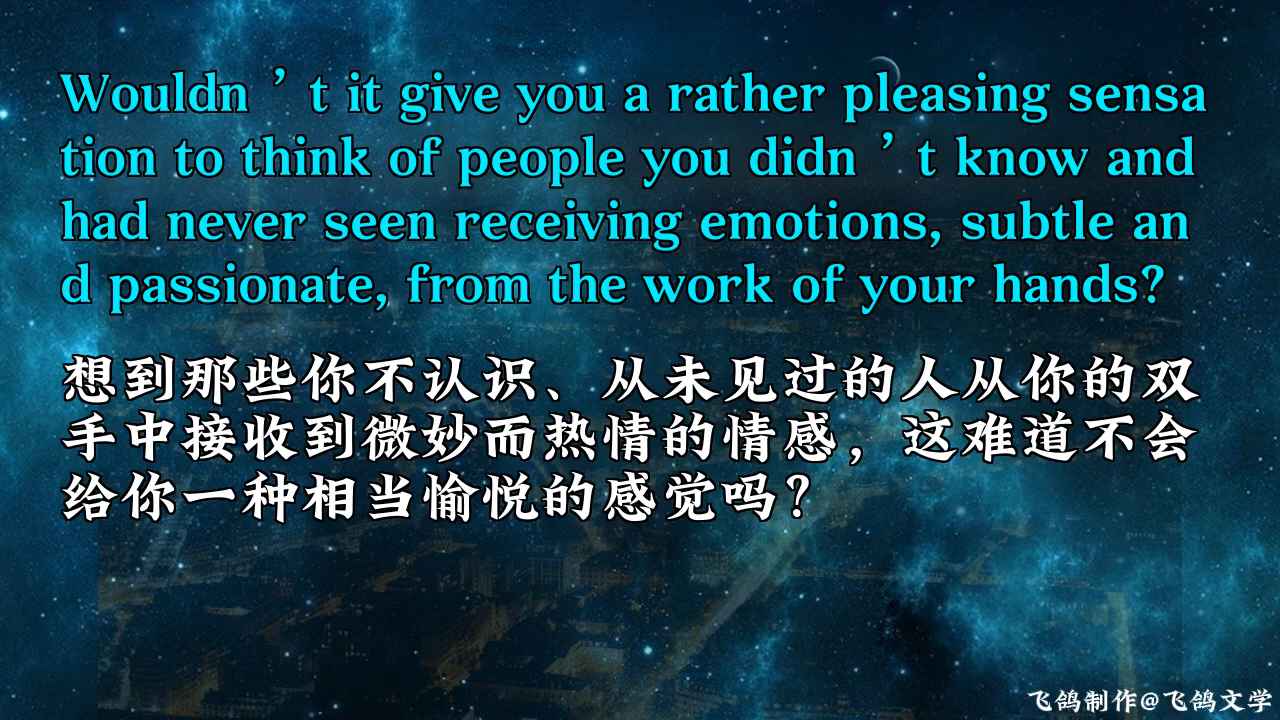 Wouldn ’ t it give you a rather pleasing sensa
tion to think of people you didn ’ t know and
had never seen receiving emotions, subtle an
d passionate, from the work of your hands?
想到那些你不认识、从未见过的人从你的双
手中接收到微妙而热情的情感，这难道不会
给你一种相当愉悦的感觉吗？
飞鸽制作@飞鸽文学